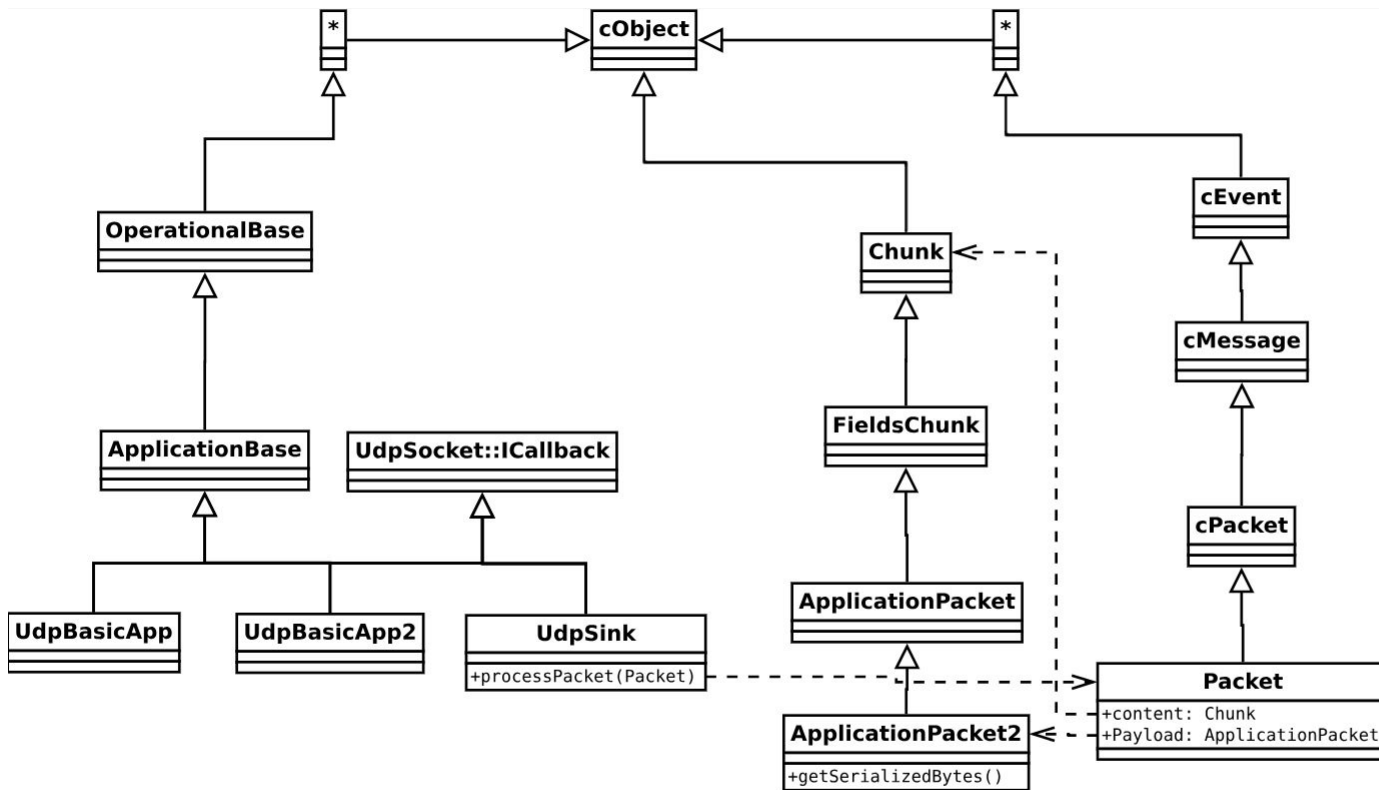 *
cObject
*
cEvent
OperationalBase
Chunk
cMessage
FieldsChunk
ApplicationBase
UdpSocket::ICallback
cPacket
ApplicationPacket
UdpBasicApp
UdpBasicApp2
UdpSink
+processPacket(Packet)
Packet
+content: Chunk
+Payload: ApplicationPacket
ApplicationPacket2
+getSerializedBytes()